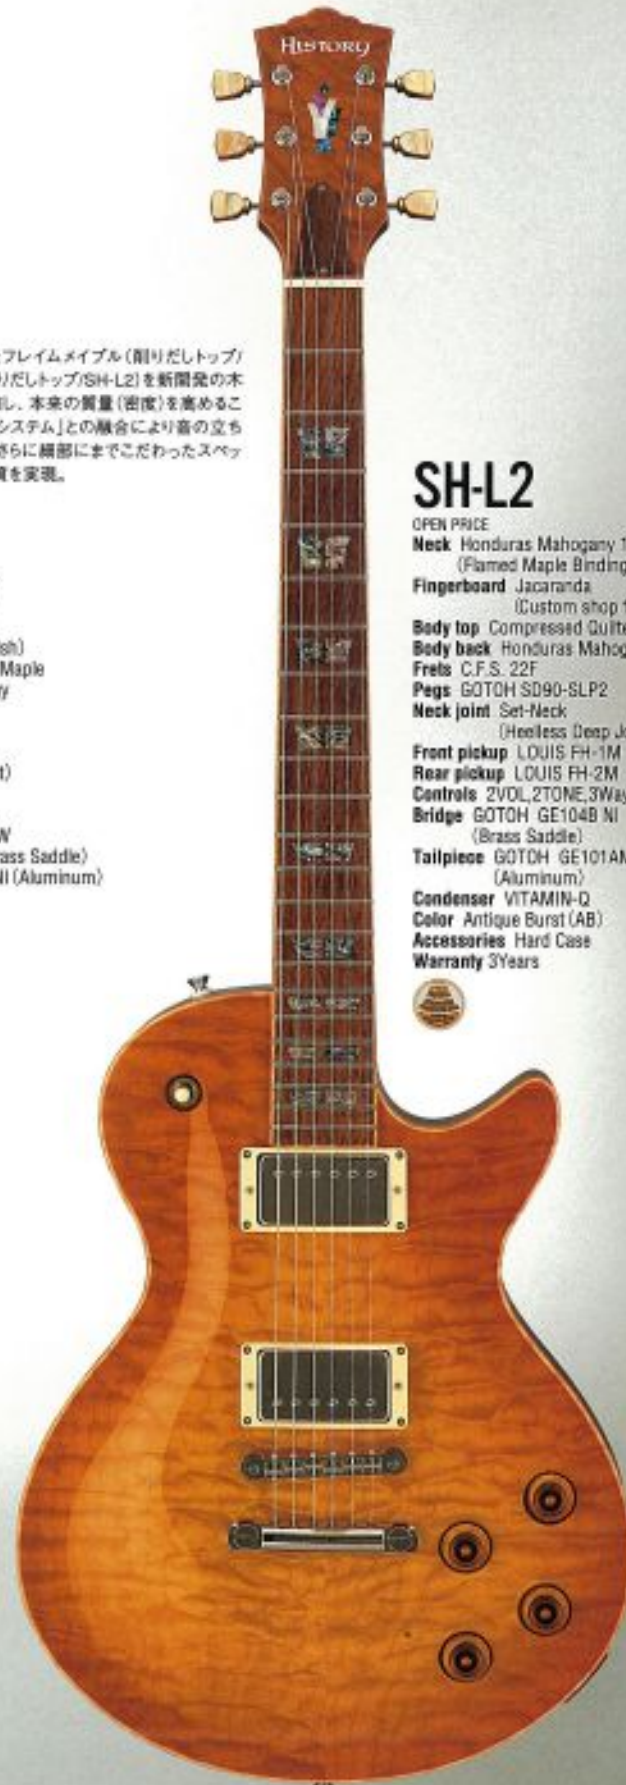 HISTORY
フレイムメイプル(削りだしトップ/
りだしトップ/SH-L2)を新開発の木
し、本来の質量(密度)を高めるこ
システム」との融合により音の立ち
さらに細部にまでこだわったスペッ
を実現。
sh)
Maple
y
t)
W
ass Saddle)
NI (Aluminum)
SH-L2
OPEN PRICE
Neck Honduras Mahogany 1
(Flamed Maple Binding
Fingerboard Jacaranda
(Custom shop
Body top Compressed Quilte
Body back Honduras Mahog
Frets C.F.S. 22F
Pegs GOTOH SD90-SLP2
Neck joint Set-Neck
(Heelless Deep Jo
Front pickup LOUIS FH-1M
Rear pickup LOUIS FH-2M
Controls 2VOL,2TONE,3Way
Bridge GOTOH GE104B NI
(Brass Saddle)
Tailpiece GOTOH GE101AM
(Aluminum)
Condenser VITAMIN-Q
Color Antique Burst (AB)
Accessories Hard Case
Warranty 3Years